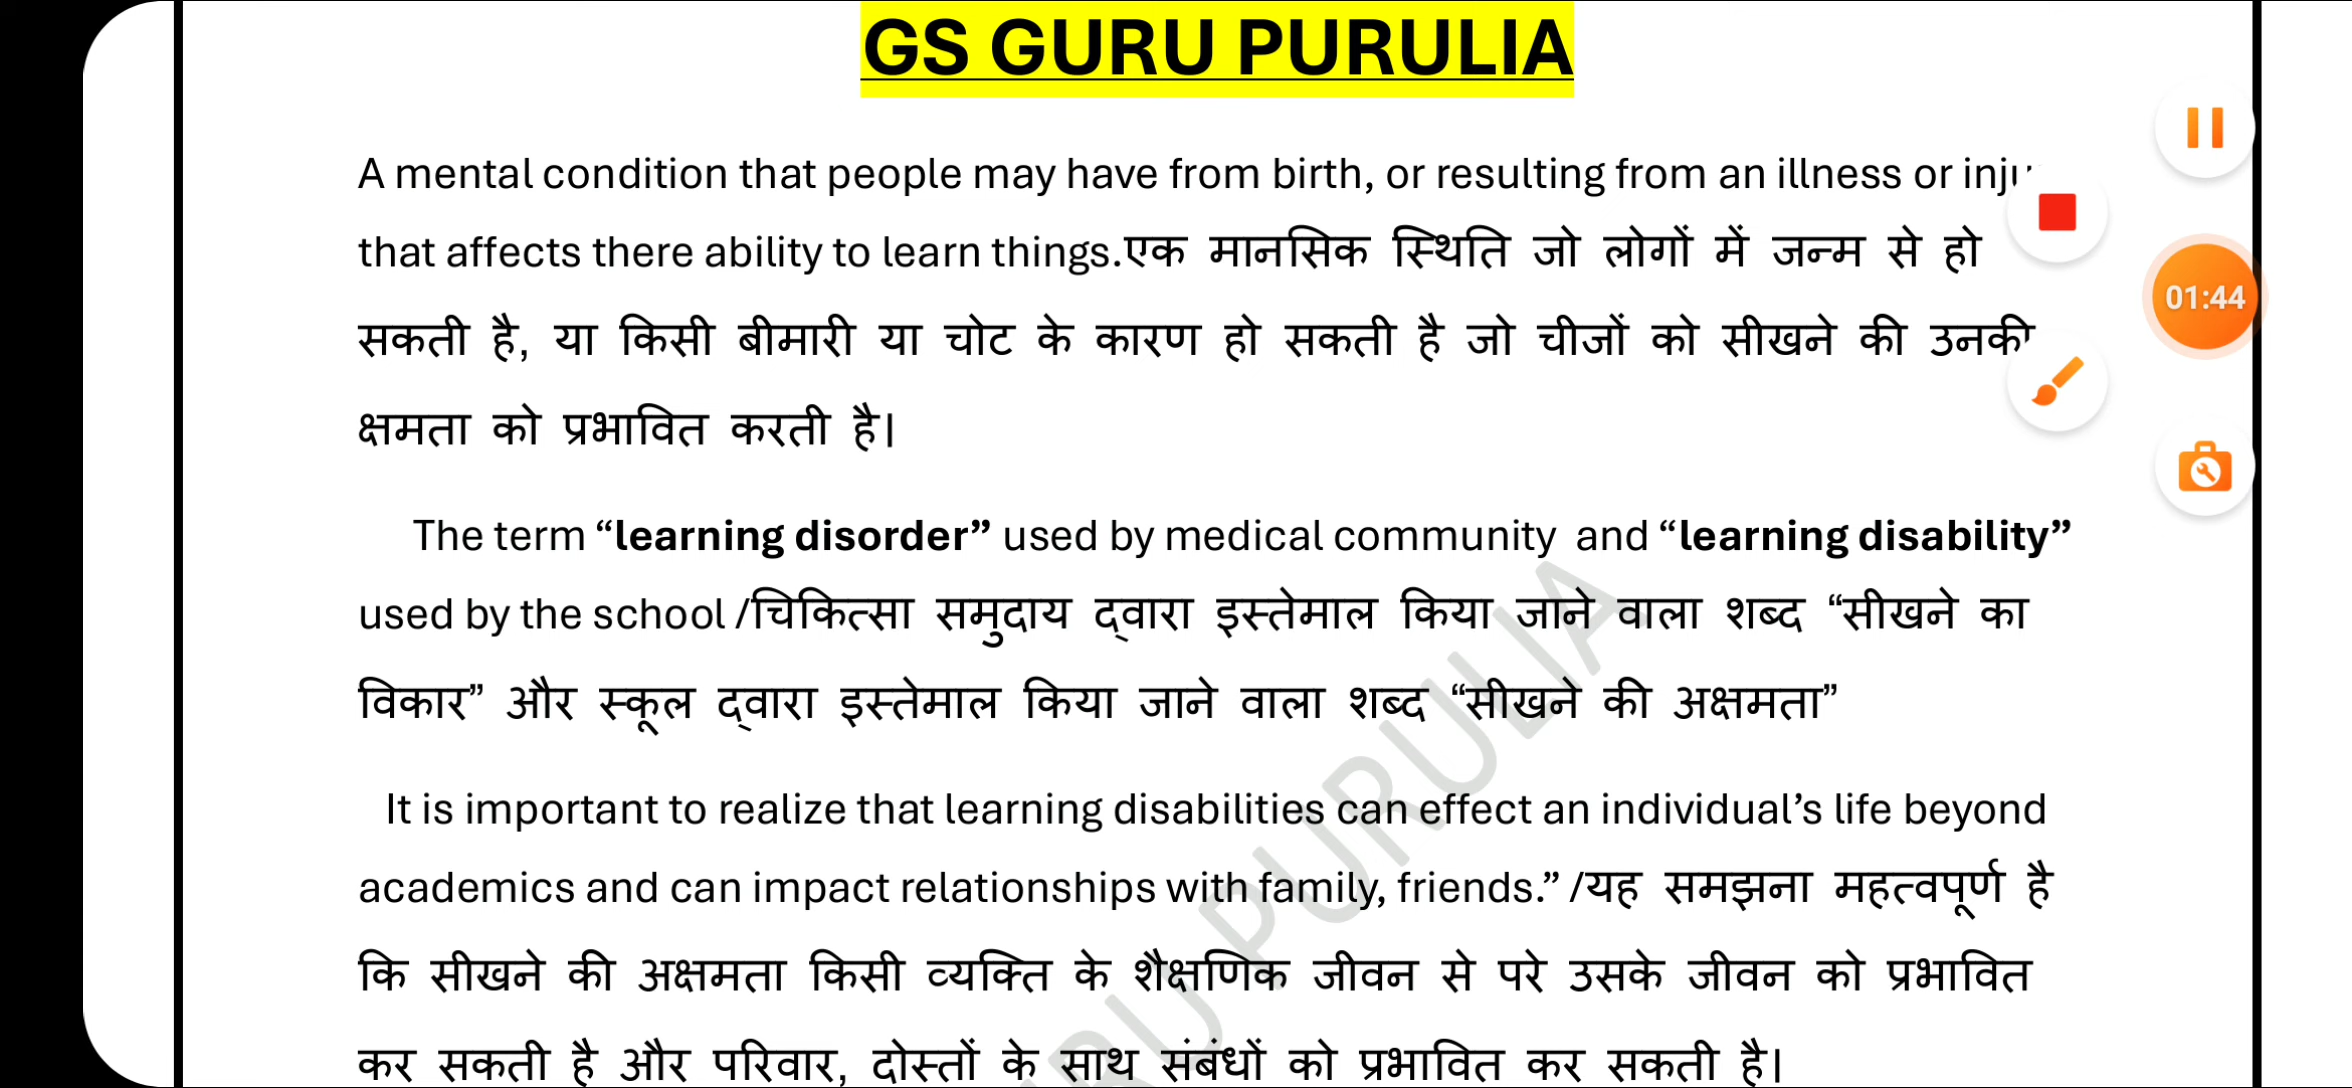 GS GURU PURULIA
A mental condition that people may have from birth, or resulting from an illness or
that affects there ability to learn things.एक मानसिक स्थिति जो लोगों में जन्म से हो
01:44
सकती है, या किसी बीमारी या चोट के कारण हो सकती है जो चीजों को सीखने की उनकी
क्षमता को प्रभावित करती है।
The term “learning disorder” used by medical community and “learning disability”
used by the school /चिकित्सा समुदाय द्वारा इस्तेमाल किया जाने वाला शब्द “सीखने का
विकार” और स्कूल द्वारा इस्तेमाल किया जाने वाला शब्द “सीखने की अक्षमता”
It is important to realize that learning disabilities can effect an individual’s life beyond
academics and can impact relationships with family, friends.” /यह समझना महत्वपूर्ण है
कि सीखने की अक्षमता किसी व्यक्ति के शैक्षणिक जीवन से परे उसके जीवन को प्रभावित
कर सकती है और परिवार, दोस्तों के साथ संबंधों को प्रभावित कर सकती है।
PURULIA